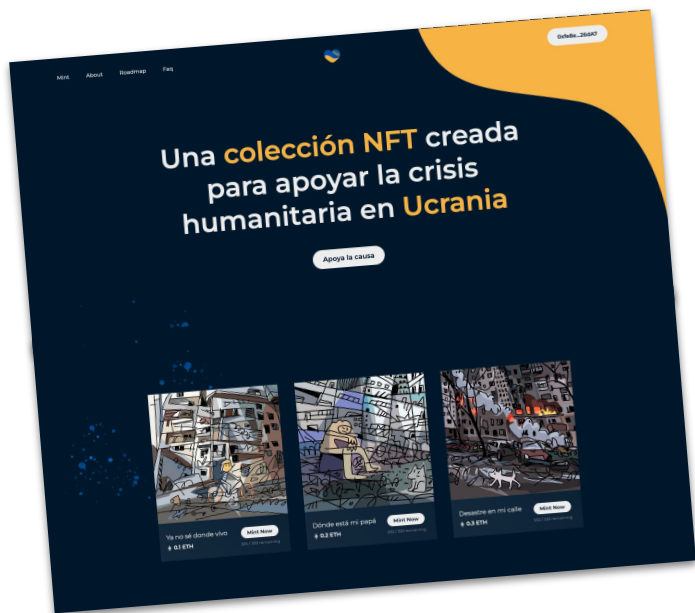 Mint About Roadmap Faq
Una colección NFT creada
para apoyar la crisis
humanitaria en Ucrania
Apoya la causa
Ya no sé donde vivo
Mint Now
0.1 ETH
Dónde está mi papá
Mint Now
0.2 ETH
Desastre en mi calle
Mint Now
0.3 ETH